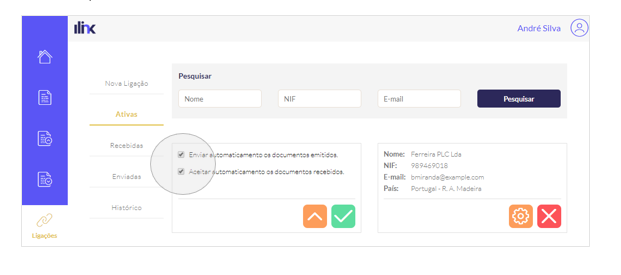 ilink
André Silva
Pesquisar
Nova Ligação
Nome
NIF
E-mail
Pesquisar
Ativas
Recebidas
Enviar automaticamente os documentos emitidos.
Aceitar automaticamente os documentos recebidos.
Nome: Ferreira PLC Lda
NIF: 989469018
E-mail: bmiranda@example.com
País: Portugal - R. A. Madeira
Enviadas
Histórico
Ligações